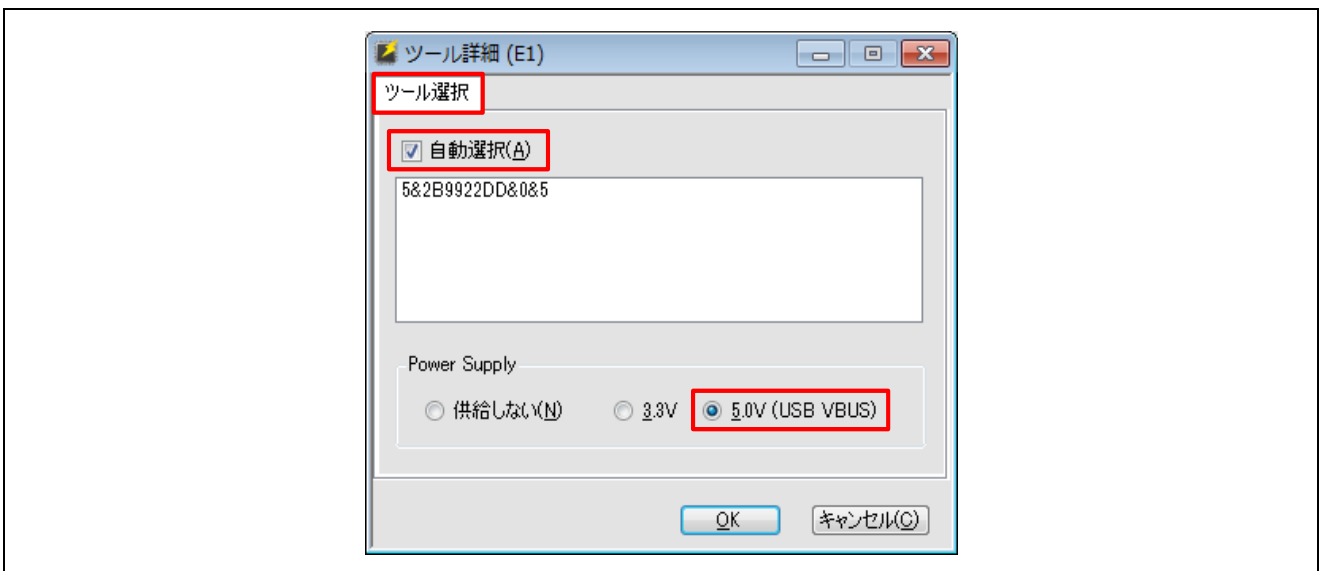 ツール詳細 (E1)
ツール選択
自動選択(A)
5&2B9922DD&0&5
Power Supply
供給しない(N) 3.3V 5.0V (USB VBUS)
OK キャンセル(C)